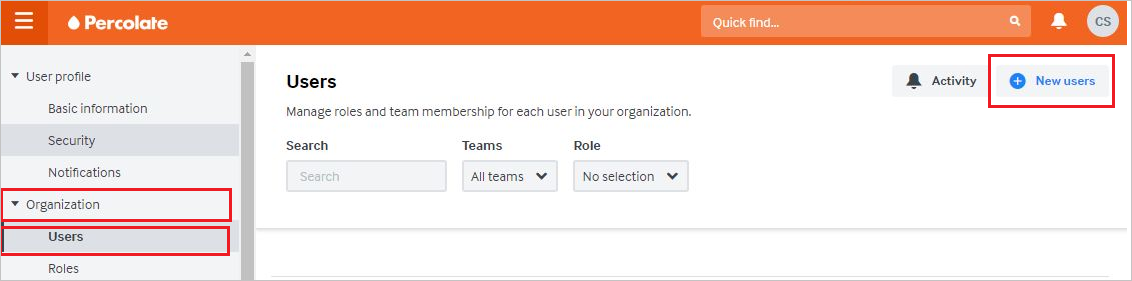 Percolate
Quick find...
CS
User profile
Basic information
Security
Notifications
Organization
Users
Roles
Users
Activity
New users
Manage roles and team membership for each user in your organization.
Search Teams Role
Search All teams No selection